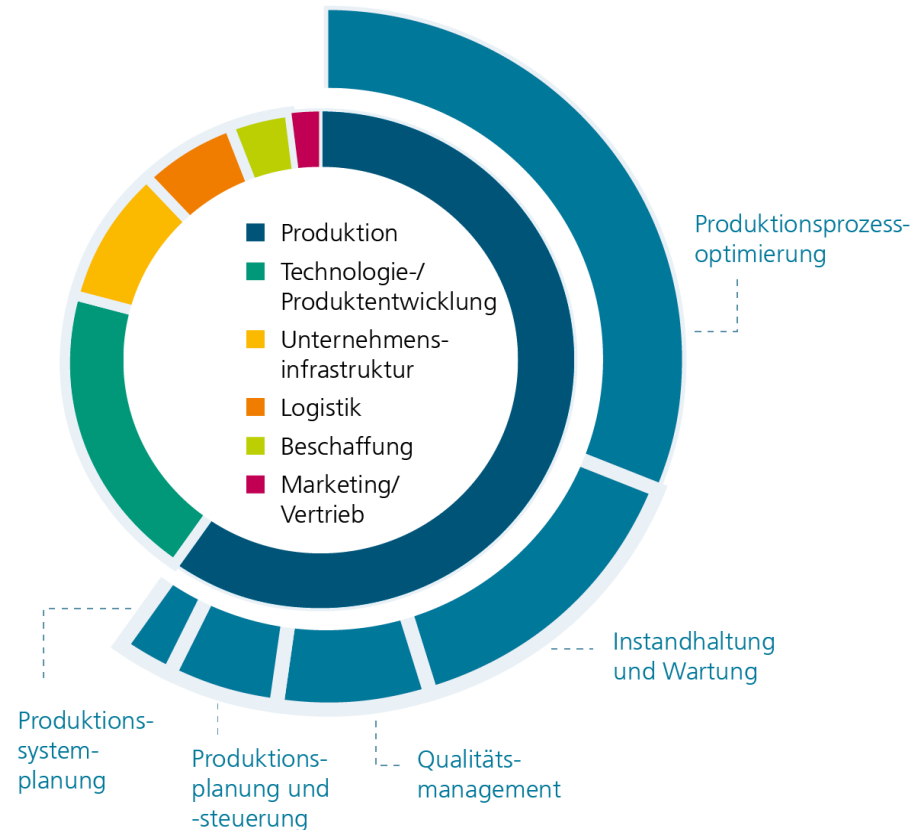 Produktion
Technologie-/
Produktentwicklung
Unternehmens-
infrastruktur
Logistik
Beschaffung
Marketing/
Vertrieb
Produktionsprozess-
optimierung
Instandhaltung
und Wartung
Qualitäts-
management
Produktions-
planung und
-steuerung
Produktions-
system-
planung